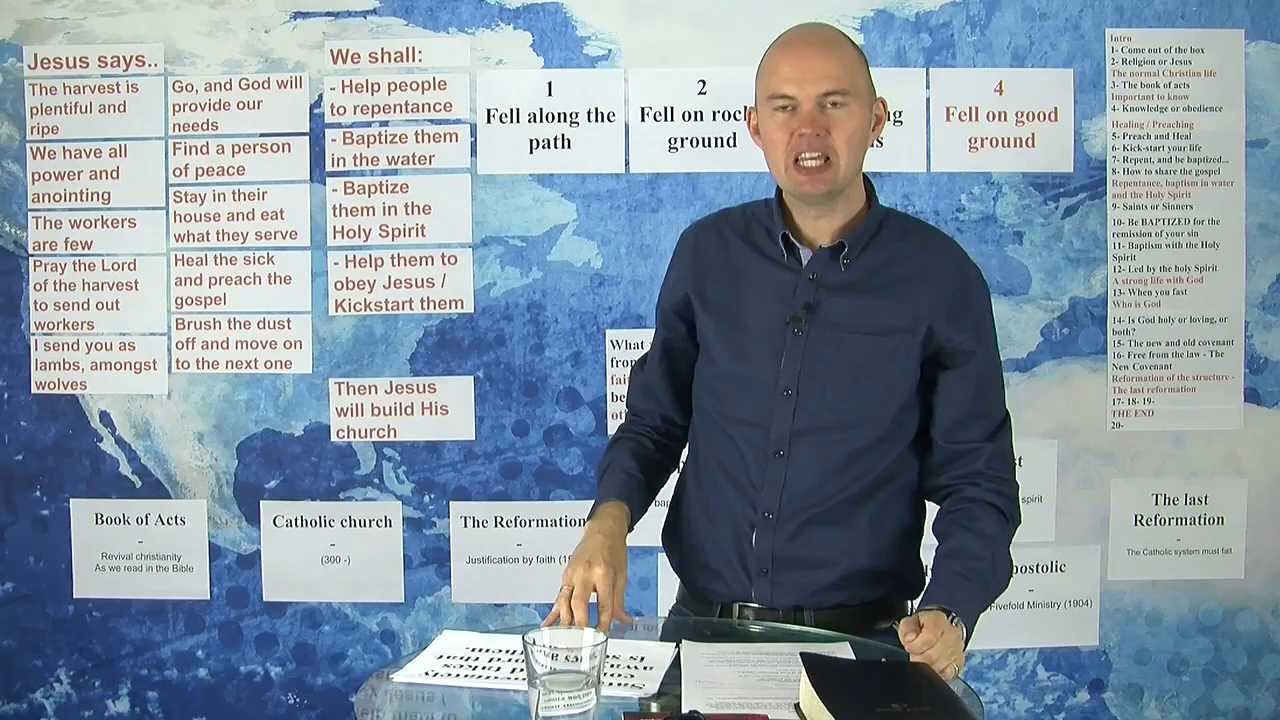 Jesus says..
The harvest is
plentiful and
ripe
We have all
power and
anointing
The workers
are few
Pray the Lord
of the harvest
to send out
workers
I send you as
lambs, amongst
wolves
Go, and God will
provide our
needs
Find a person
of peace
Stay in their
house and eat
what they serve
Heal the sick
and preach the
gospel
Brush the dust
off and move on
to the next one
We shall:
- Help people
to repentance
- Baptize them
in the water
- Baptize
them in the
Holy Spirit
- Help them to
obey Jesus /
Kickstart them
Then Jesus
will build His
church
1
Fell along the
path
2
Fell on
ground
4
Fell on good
ground
What
Intro
1- Come out of the box
2- Religion or Jesus
The normal Christian life
3- The book of acts
Important to know
4- Knowledge or obedience
Healing / Preaching
5- Preach and Heal
6- Kick-start your life
7- Repent, and be baptized...
8- How to share the gospel
Repentance, baptism in water
and the Holy Spirit
9- Saints or Sinners
10- Be BAPTIZED for the
remission of your sin
11- Baptism with the Holy
Spirit
12- Led by the holy Spirit
A strong life with God
13- When you fast
Who is God
14- Is God holy or loving, or
both?
15- The new and old covenant
16- Free from the law - The
New Covenant
Reformation of the structure -
The last reformation
17- 18- 19-
THE END
20-
Book of Acts
-
Revival christianity
As we read in the Bible
Catholic church
-
(300 -)
The Reformation
-
Justification by faith
spirit
-
Fivefold Ministry (1904)
The last
Reformation
-
The Catholic system must fall